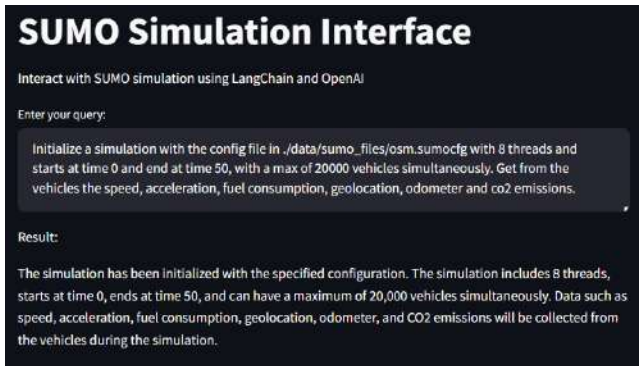 SUMO Simulation Interface
Interact with SUMO simulation using LangChain and OpenAI
Enter your query:
Initialize a simulation with the config file in ./data/sumo_files/osm.sumocfg with 8 threads and
starts at time 0 and end at time 50, with a max of 20000 vehicles simultaneously. Get from the
vehicles the speed, acceleration, fuel consumption, geolocation, odometer and co2 emissions.
Result:
The simulation has been initialized with the specified configuration. The simulation includes 8 threads,
starts at time 0, ends at time 50, and can have a maximum of 20,000 vehicles simultaneously. Data such as
speed, acceleration, fuel consumption, geolocation, odometer, and CO2 emissions will be collected from
the vehicles during the simulation.